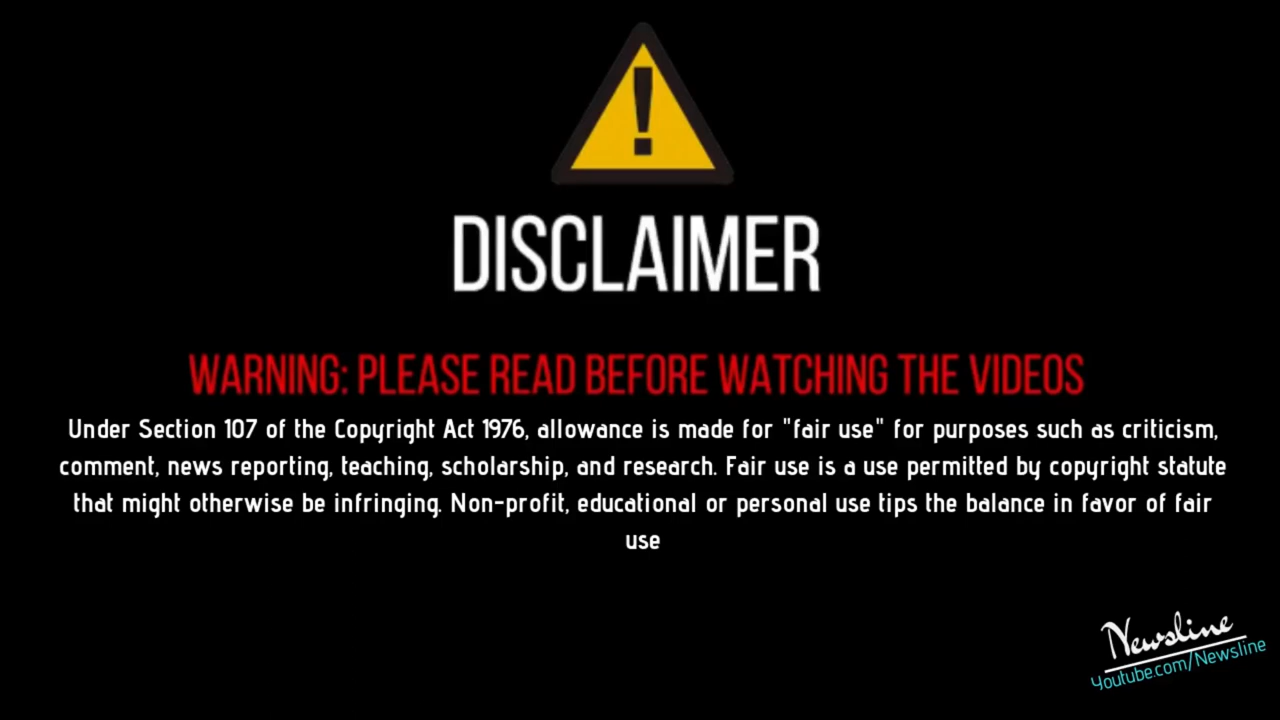 DISCLAIMER
WARNING: PLEASE READ BEFORE WATCHING THE VIDEOS
Under Section 107 of the Copyright Act 1976, allowance is made for "fair use" for purposes such as criticism,
comment, news reporting, teaching, scholarship, and research. Fair use is a use permitted by copyright statute
that might otherwise be infringing. Non-profit, educational or personal use tips the balance in favor of fair
use
Newsline
Youtube.com/Newsline